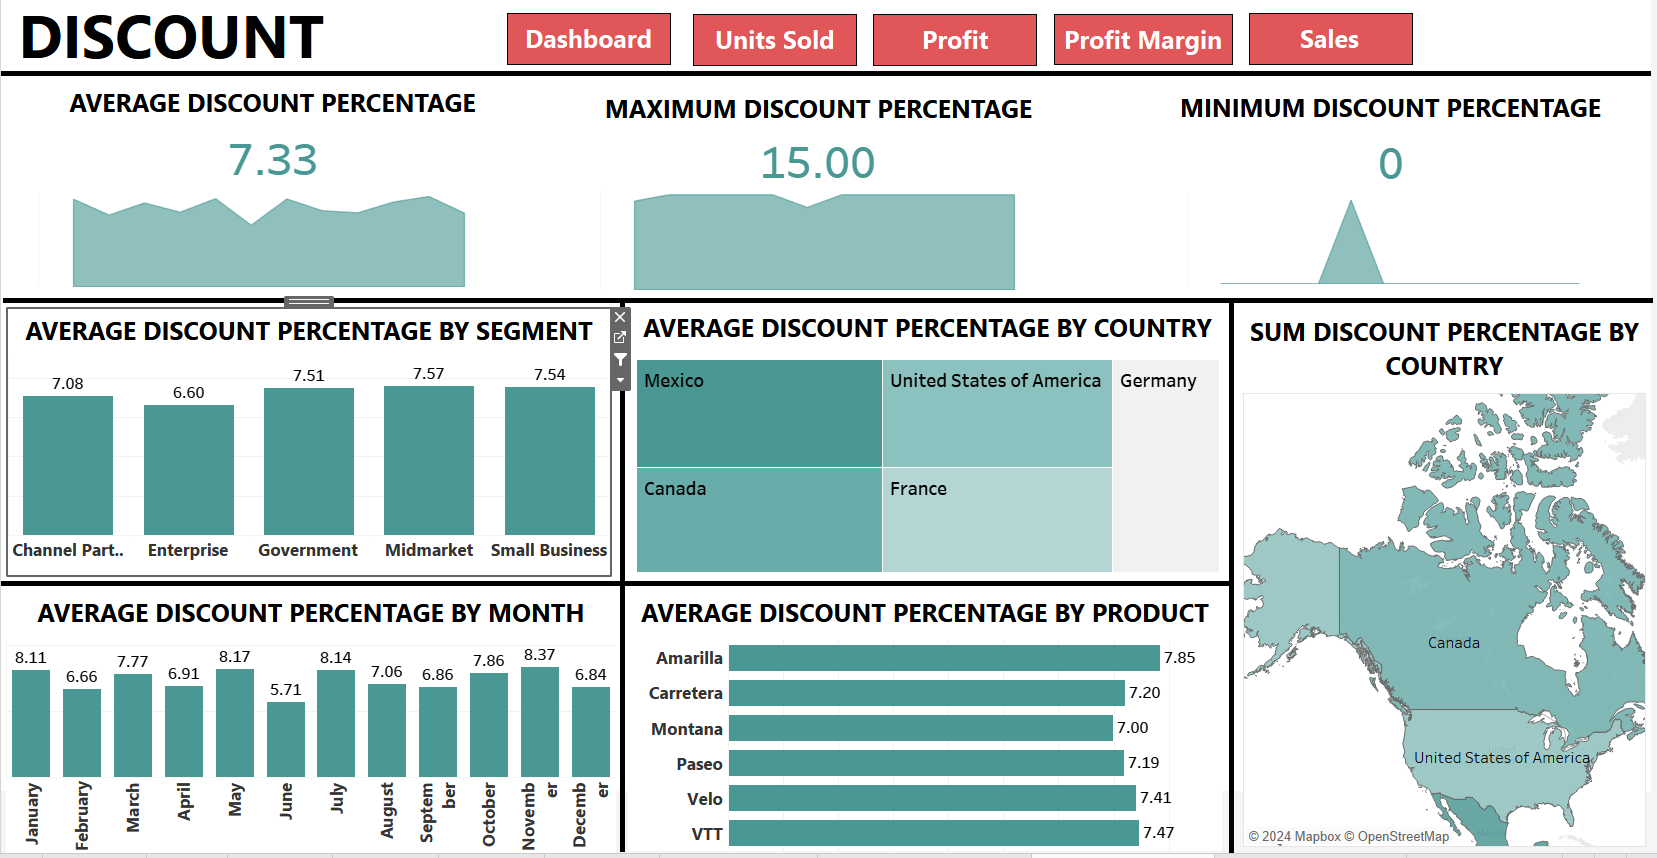 DISCOUNT
Dashboard
Units Sold
Profit
Profit Margin
Sales
AVERAGE DISCOUNT PERCENTAGE
7.33
MAXIMUM DISCOUNT PERCENTAGE
15.00
MINIMUM DISCOUNT PERCENTAGE
0
AVERAGE DISCOUNT PERCENTAGE BY SEGMENT
7.08
6.60
7.51
7.57
7.54
Channel Part..
Enterprise
Government
Midmarket
Small Business
AVERAGE DISCOUNT PERCENTAGE BY COUNTRY
Mexico
United States of America
Germany
Canada
France
SUM DISCOUNT PERCENTAGE BY
COUNTRY
Canada
United States of America
© 2024 Mapbox © OpenStreetMap
AVERAGE DISCOUNT PERCENTAGE BY MONTH
8.11
6.66
7.77
6.91
8.17
5.71
8.14
7.06
6.86
7.86
8.37
6.84
January
February
March
April
May
June
July
August
Septem
ber
October
Novemb
er
Decemb
er
AVERAGE DISCOUNT PERCENTAGE BY PRODUCT
Amarilla
7.85
Carretera
7.20
Montana
7.00
Paseo
7.19
Velo
7.41
VTT
7.47